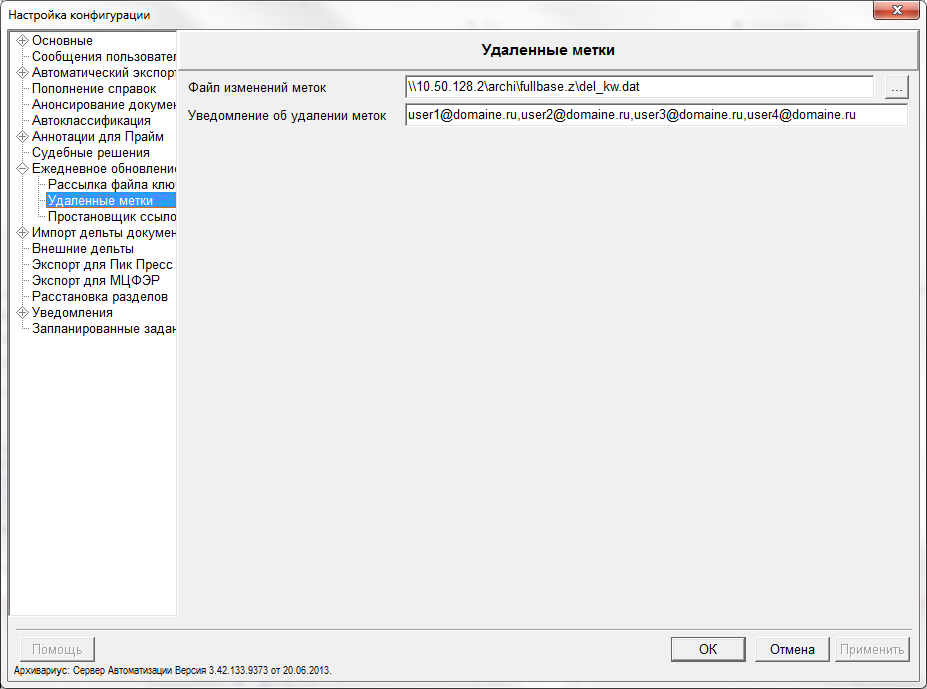 Настройка конфигурации
Основные
Сообщения пользовател
Автоматический экспорт
Пополнение справок
Анонсирование докумен
Автоклассификация
Аннотации для Прайм
Судебные решения
Ежедневное обновлени
Рассылка файла клю
Удаленные метки
Простановщик ссыло
Импорт дельты докумен
Внешние дельты
Экспорт для Пик Пресс
Экспорт для МЦФЭР
Расстановка разделов
Уведомления
Запланированные задан
Удаленные метки
Файл изменений меток \\10.50.128.2\archi\fullbase.z\del_kw.dat ...
Уведомление об удалении меток user1@domaine.ru,user2@domaine.ru,user3@domaine.ru,user4@domaine.ru
Помощь OK Отмена Применить
Архивариус: Сервер Автоматизации Версия 3.42.133.9373 от 20.06.2013.